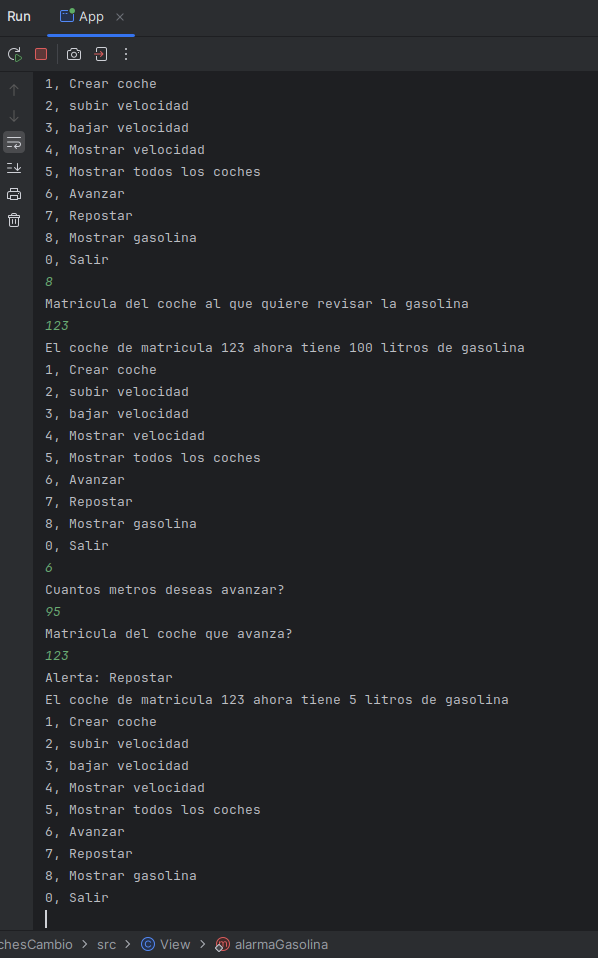 Run App
1, Crear coche
2, subir velocidad
3, bajar velocidad
4, Mostrar velocidad
5, Mostrar todos los coches
6, Avanzar
7, Repostar
8, Mostrar gasolina
0, Salir
8
Matricula del coche al que quiere revisar la gasolina
123
El coche de matricula 123 ahora tiene 100 litros de gasolina
1, Crear coche
2, subir velocidad
3, bajar velocidad
4, Mostrar velocidad
5, Mostrar todos los coches
6, Avanzar
7, Repostar
8, Mostrar gasolina
0, Salir
6
Cuantos metros deseas avanzar?
95
Matricula del coche que avanza?
123
Alerta: Repostar
El coche de matricula 123 ahora tiene 5 litros de gasolina
1, Crear coche
2, subir velocidad
3, bajar velocidad
4, Mostrar velocidad
5, Mostrar todos los coches
6, Avanzar
7, Repostar
8, Mostrar gasolina
0, Salir
chesCambio > src > C View > m alarmaGasolina